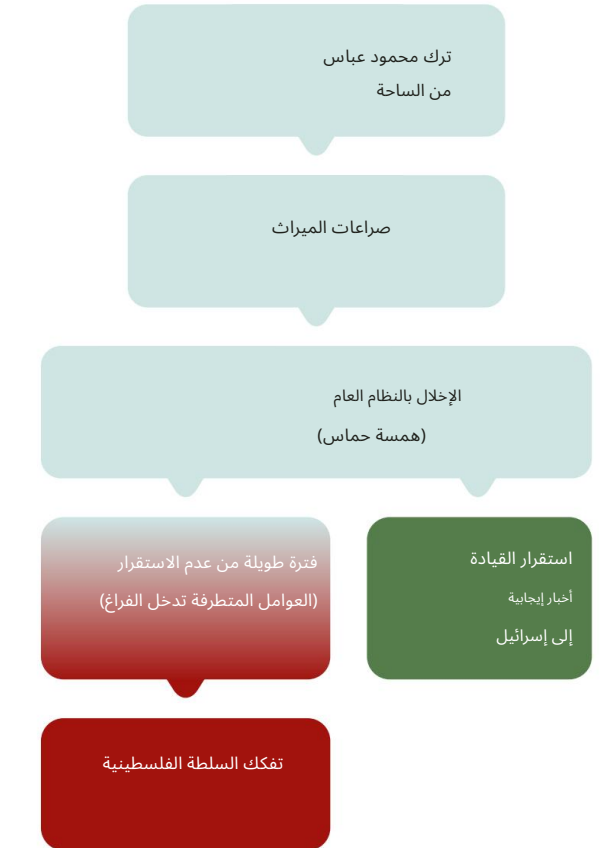 ترك محمود عباس
من الساحة
صراعات الميراث
الإخلال بالنظام العام
(همسة حماس)
استقرار القيادة
أخبار إيجابية
إلى إسرائيل
فترة طويلة من عدم الاستقرار
(العوامل المتطرفة تدخل الفراغ)
تفكك السلطة الفلسطينية